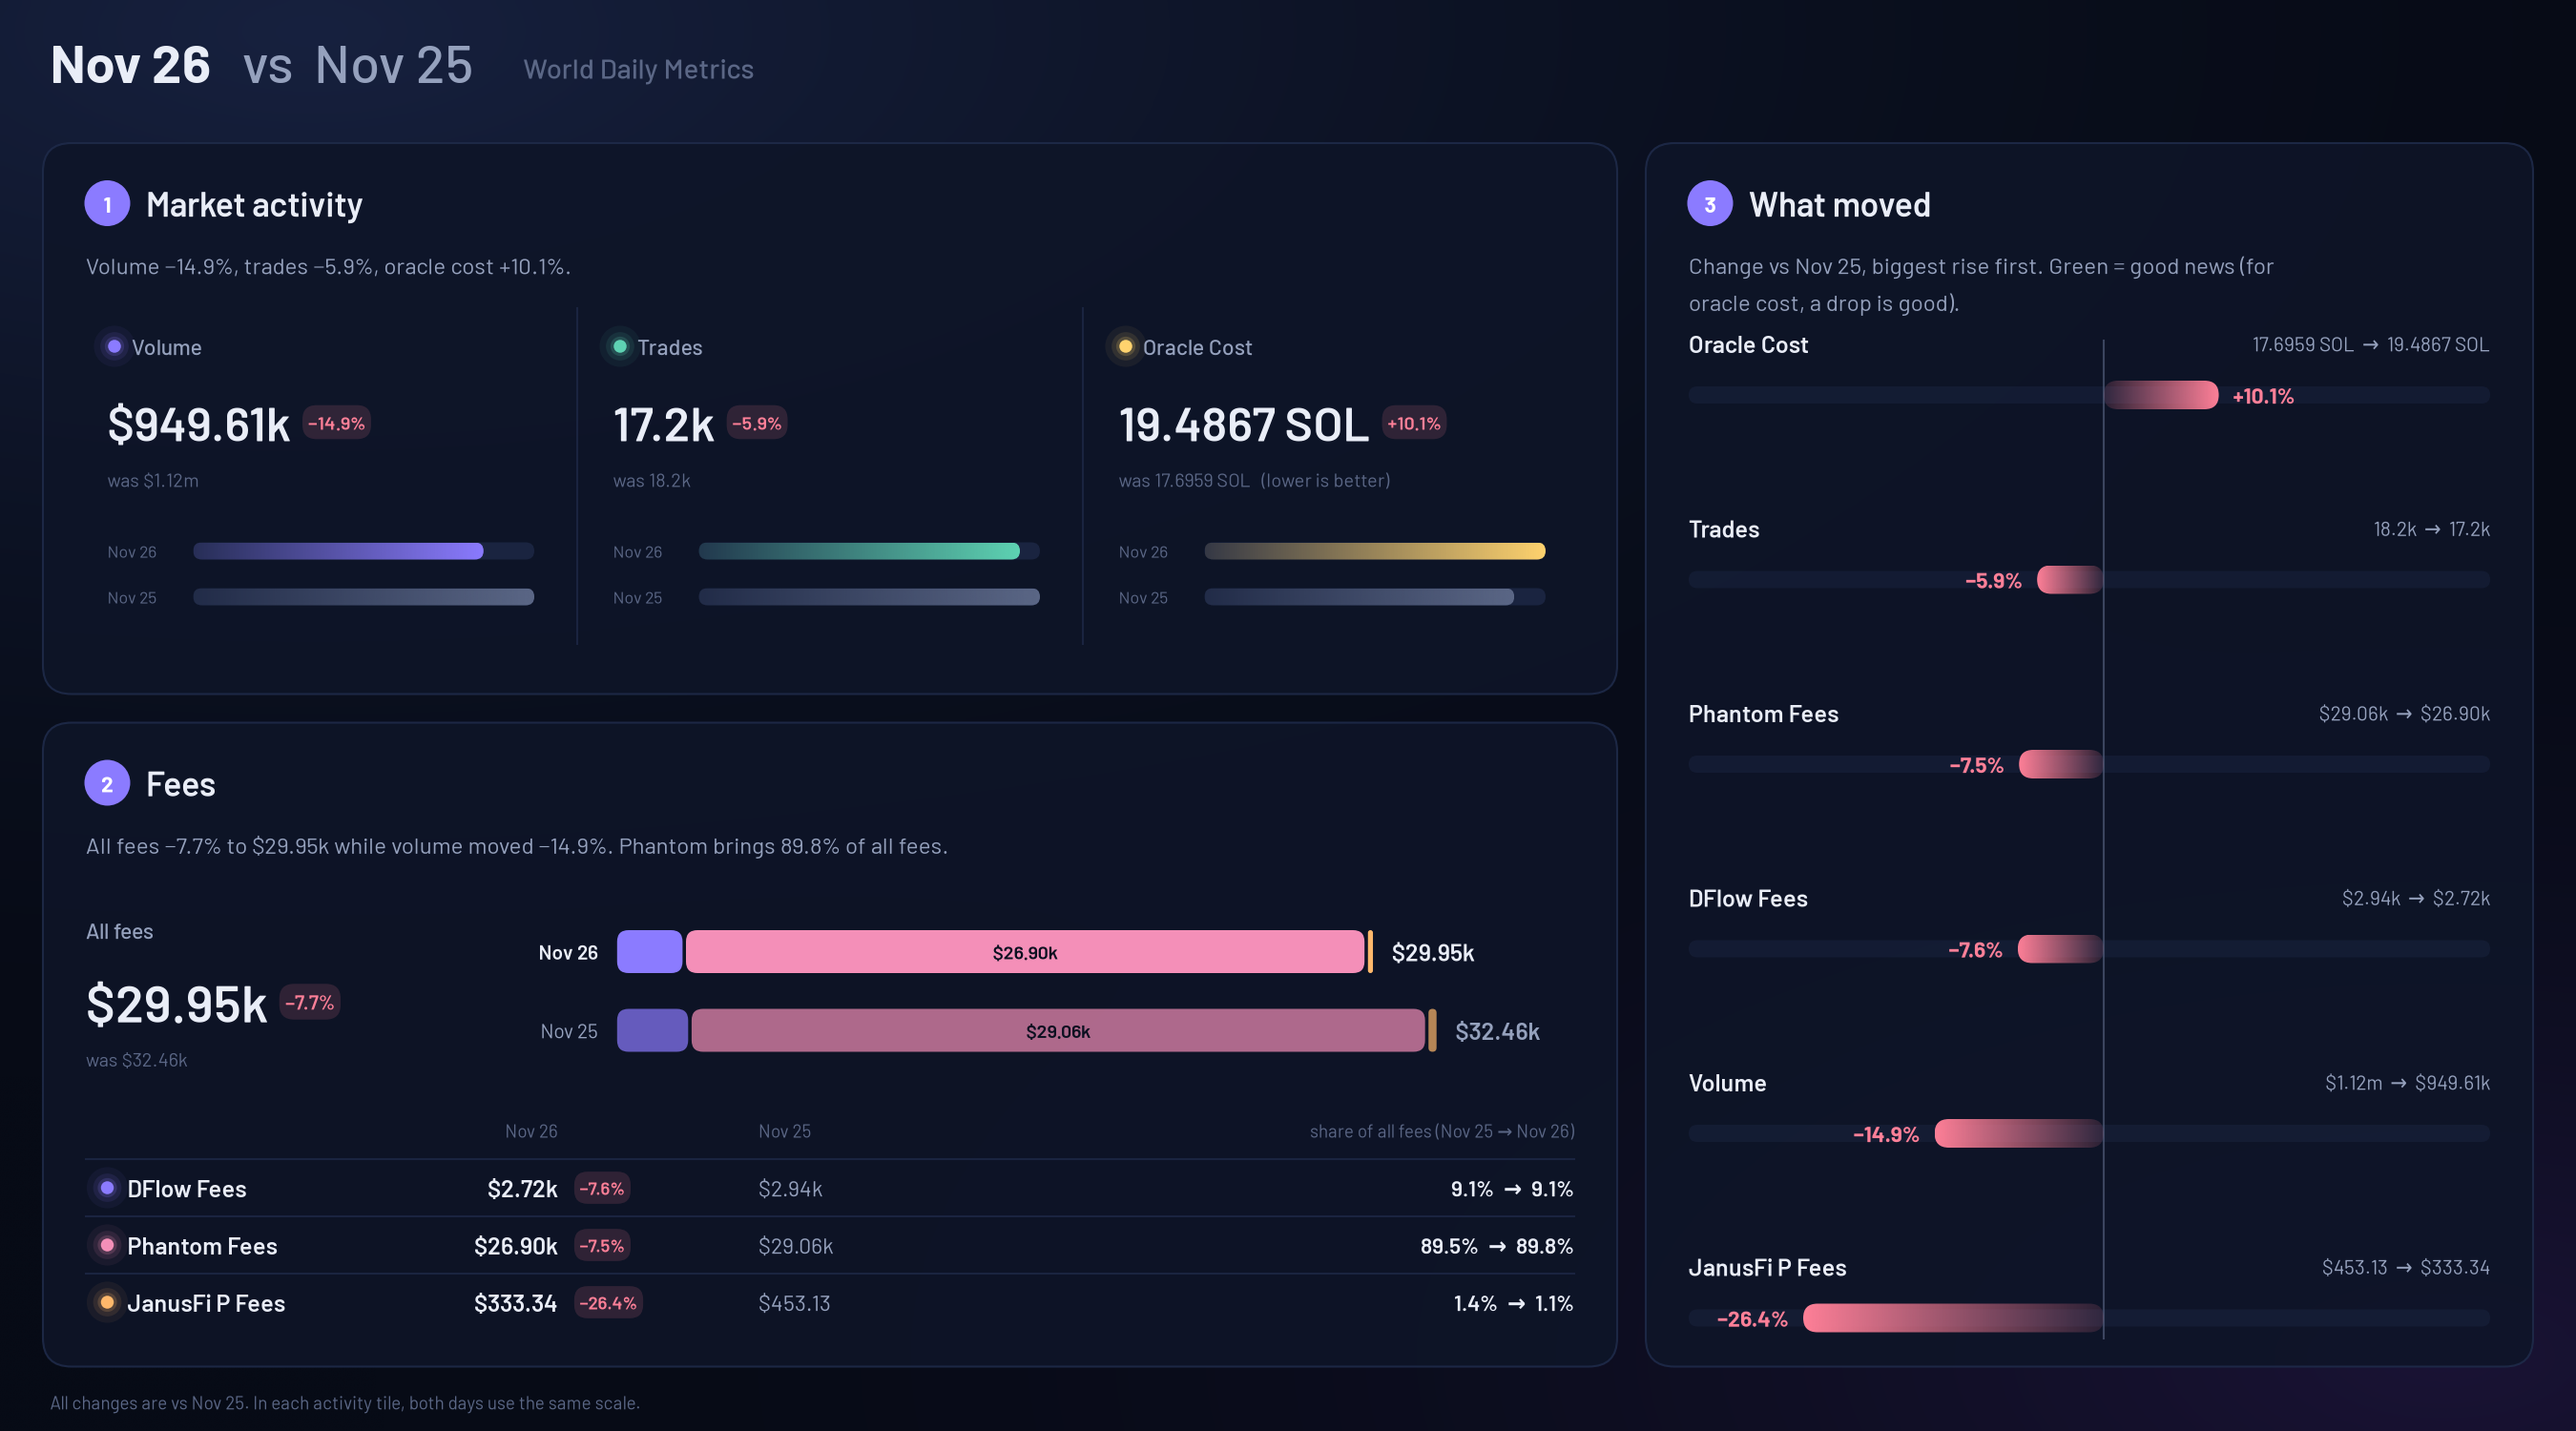 Nov 26 vs Nov 25 World Daily Metrics
1 Market activity
Volume −14.9%, trades −5.9%, oracle cost +10.1%.
Volume
$949.61k −14.9%
was $1.12m
Nov 26
Nov 25
Trades
17.2k −5.9%
was 18.2k
Nov 26
Nov 25
Oracle Cost
19.4867 SOL +10.1%
was 17.6959 SOL (lower is better)
Nov 26
Nov 25
2 Fees
All fees −7.7% to $29.95k while volume moved −14.9%. Phantom brings 89.8% of all fees.
All fees
$29.95k −7.7%
was $32.46k
Nov 26 $26.90k $29.95k
Nov 25 $29.06k $32.46k
Nov 26 Nov 25 share of all fees (Nov 25 → Nov 26)
DFlow Fees $2.72k −7.6% $2.94k 9.1% → 9.1%
Phantom Fees $26.90k −7.5% $29.06k 89.5% → 89.8%
JanusFi P Fees $333.34 −26.4% $453.13 1.4% → 1.1%
3 What moved
Change vs Nov 25, biggest rise first. Green = good news (for
oracle cost, a drop is good).
Oracle Cost 17.6959 SOL → 19.4867 SOL
+10.1%
Trades 18.2k → 17.2k
−5.9%
Phantom Fees $29.06k → $26.90k
−7.5%
DFlow Fees $2.94k → $2.72k
−7.6%
Volume $1.12m → $949.61k
−14.9%
JanusFi P Fees $453.13 → $333.34
−26.4%
All changes are vs Nov 25. In each activity tile, both days use the same scale.